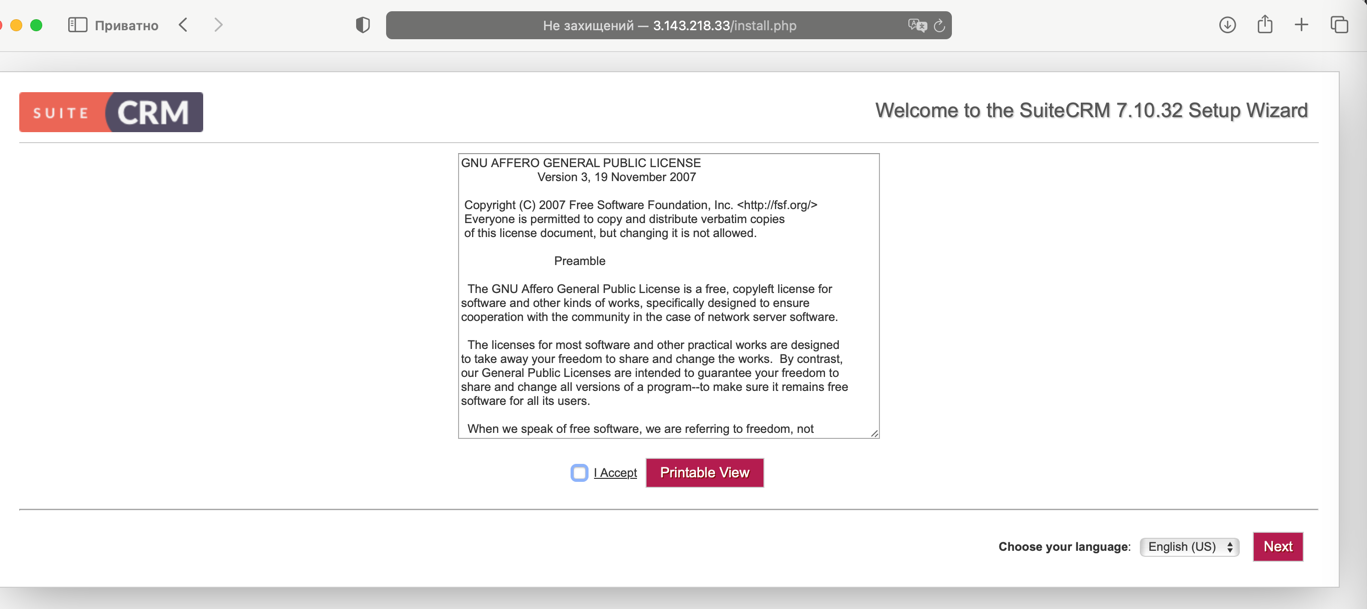 Приватно
Не захищений — 3.143.218.33/install.php
SUITE CRM
Welcome to the SuiteCRM 7.10.32 Setup Wizard
GNU AFFERO GENERAL PUBLIC LICENSE
Version 3, 19 November 2007
Copyright (C) 2007 Free Software Foundation, Inc. <http://fsf.org/>
Everyone is permitted to copy and distribute verbatim copies
of this license document, but changing it is not allowed.
Preamble
The GNU Affero General Public License is a free, copyleft license for
software and other kinds of works, specifically designed to ensure
cooperation with the community in the case of network server software.
The licenses for most software and other practical works are designed
to take away your freedom to share and change the works.  By contrast,
our General Public Licenses are intended to guarantee your freedom to
share and change all versions of a program--to make sure it remains free
software for all its users.
When we speak of free software, we are referring to freedom, not
I Accept
Printable View
Choose your language:
English (US)
Next